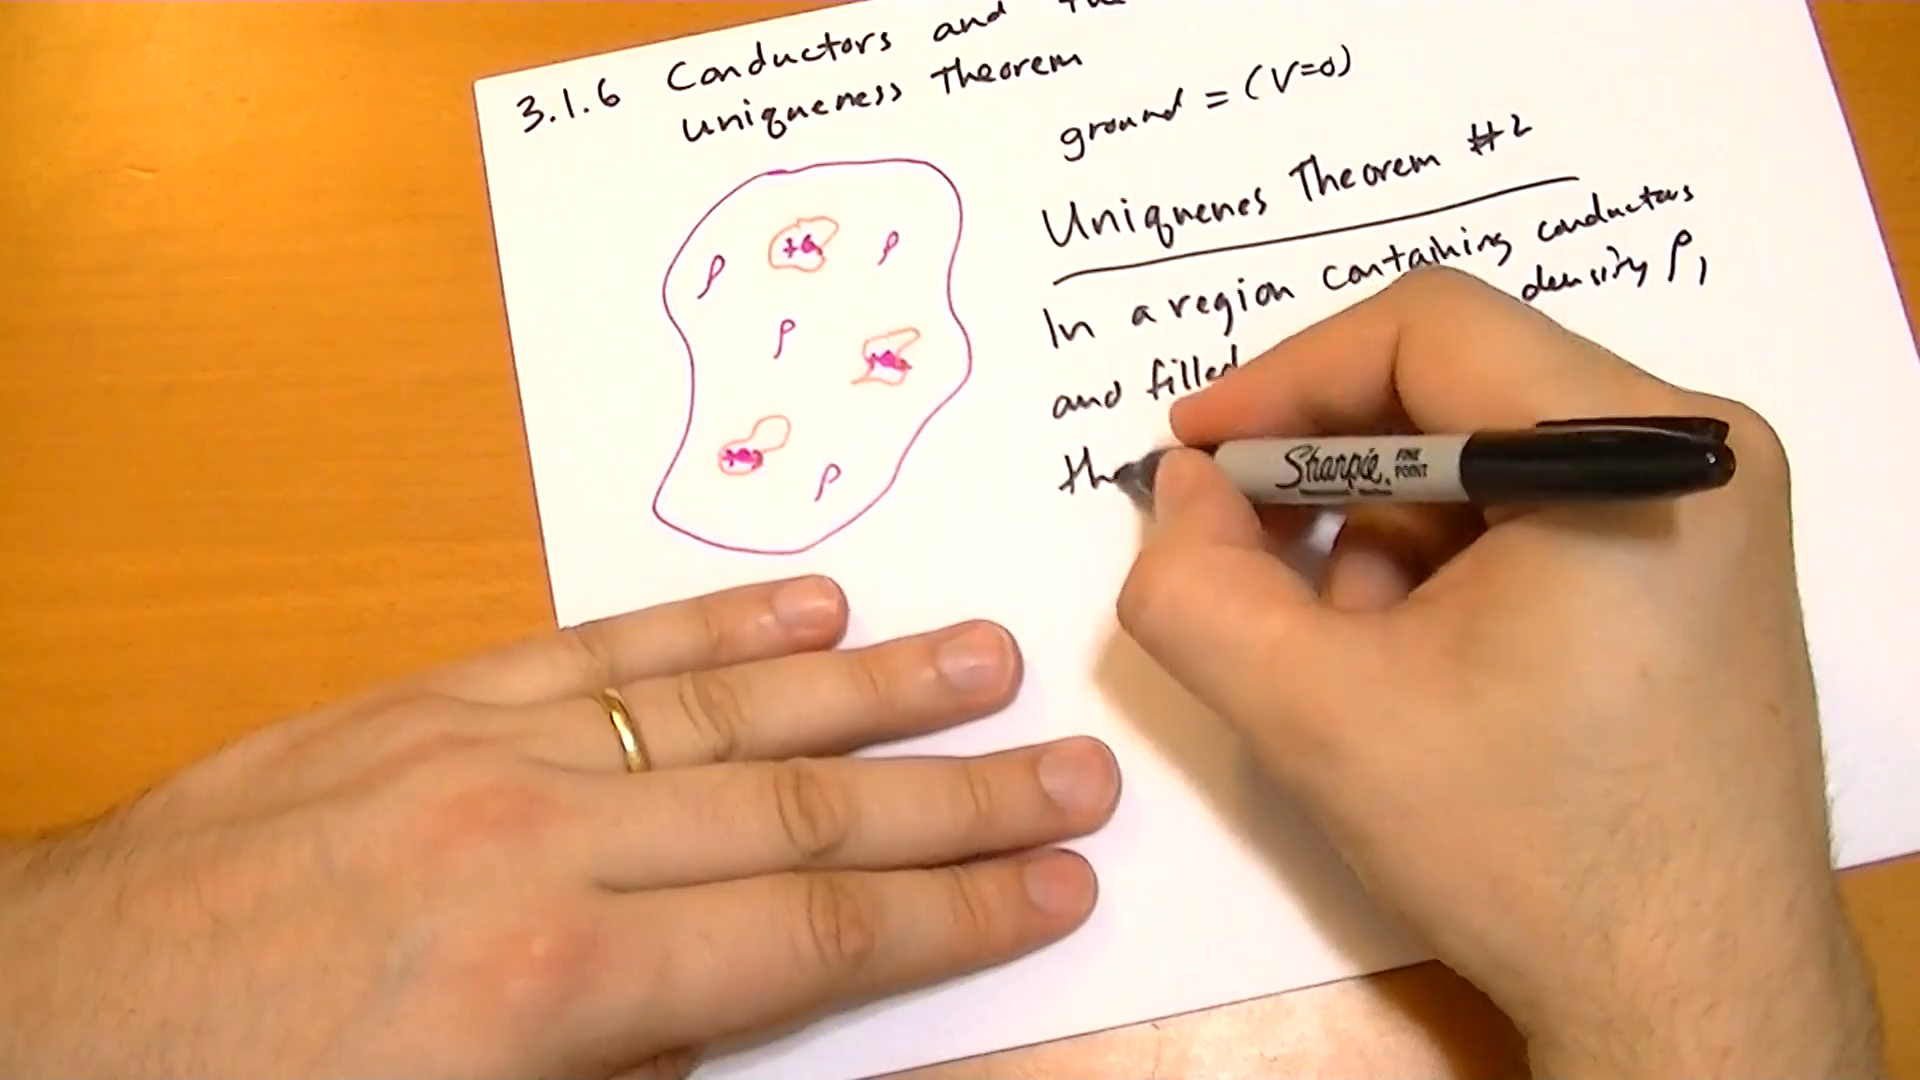 3.1.6 Conductors and the
uniqueness Theorem
ground = (V=0)
Uniquenes Theorem #2
In a region containing conductors
and filled density ρ,
the
ρ +Q ρ
ρ
ρ
Sharpie. FINE POINT